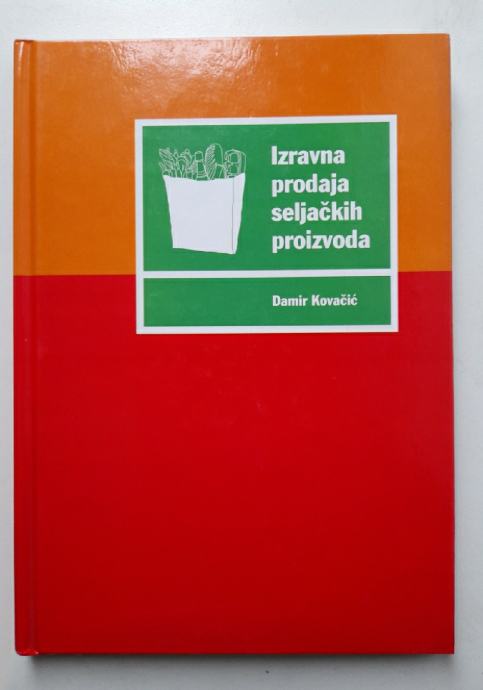 Izravna
prodaja
seljačkih
proizvoda
Damir Kovačić